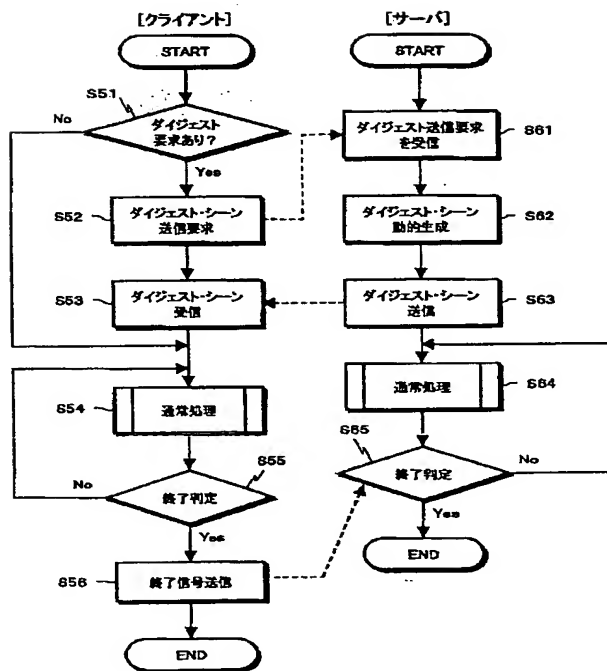 [クライアント]
START
S51
ダイジェスト
要求あり?
No
Yes
S52
ダイジェスト・シーン
送信要求
S53
ダイジェスト・シーン
受信
S54
通常処理
S55
終了判定
No
Yes
S56
終了信号送信
END
[サーバ]
START
ダイジェスト送信要求
を受信
S61
ダイジェスト・シーン
動的生成
S62
ダイジェスト・シーン
送信
S63
通常処理
S64
S65
終了判定
No
Yes
END